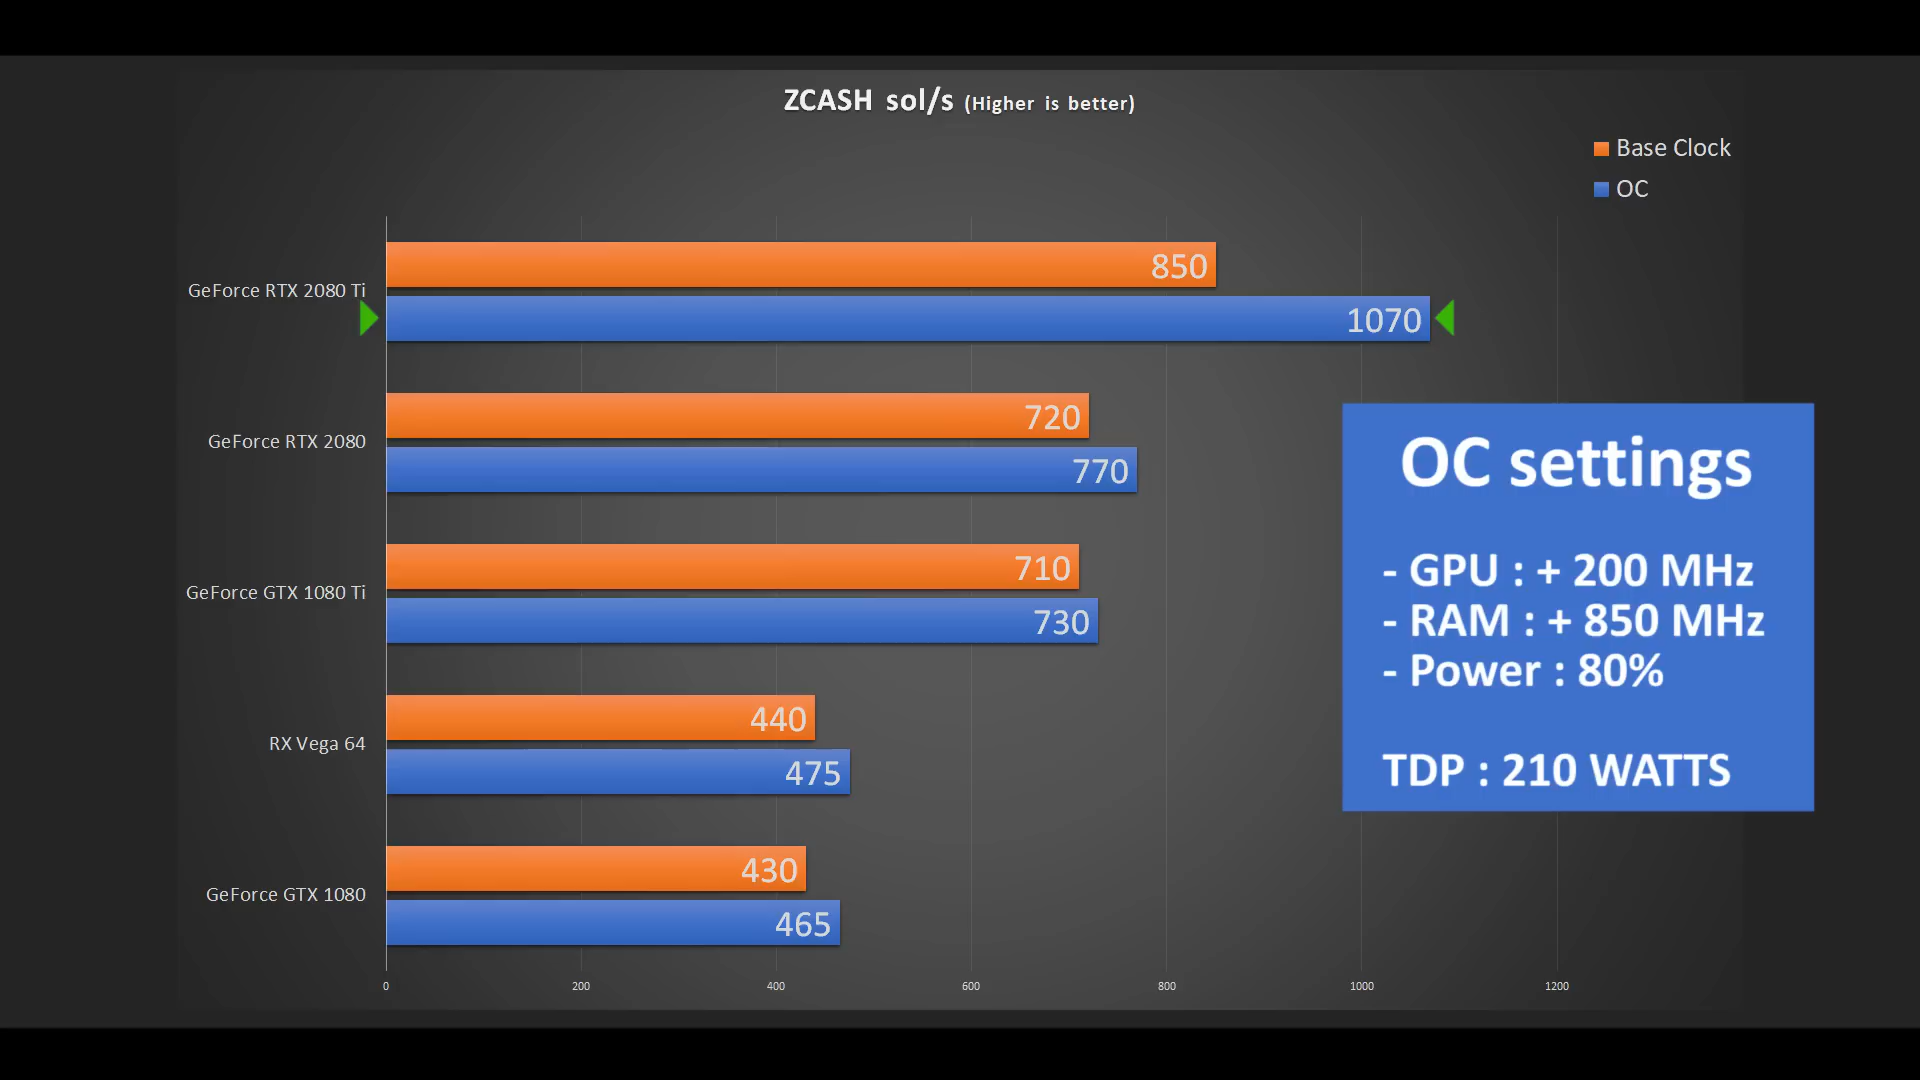 ZCASH sol/s (Higher is better)
Base Clock
OC
GeForce RTX 2080 Ti
850
1070
GeForce RTX 2080
720
770
GeForce GTX 1080 Ti
710
730
RX Vega 64
440
475
GeForce GTX 1080
430
465
0 200 400 600 800 1000 1200
OC settings
- GPU : + 200 MHz
- RAM : + 850 MHz
- Power : 80%
TDP : 210 WATTS